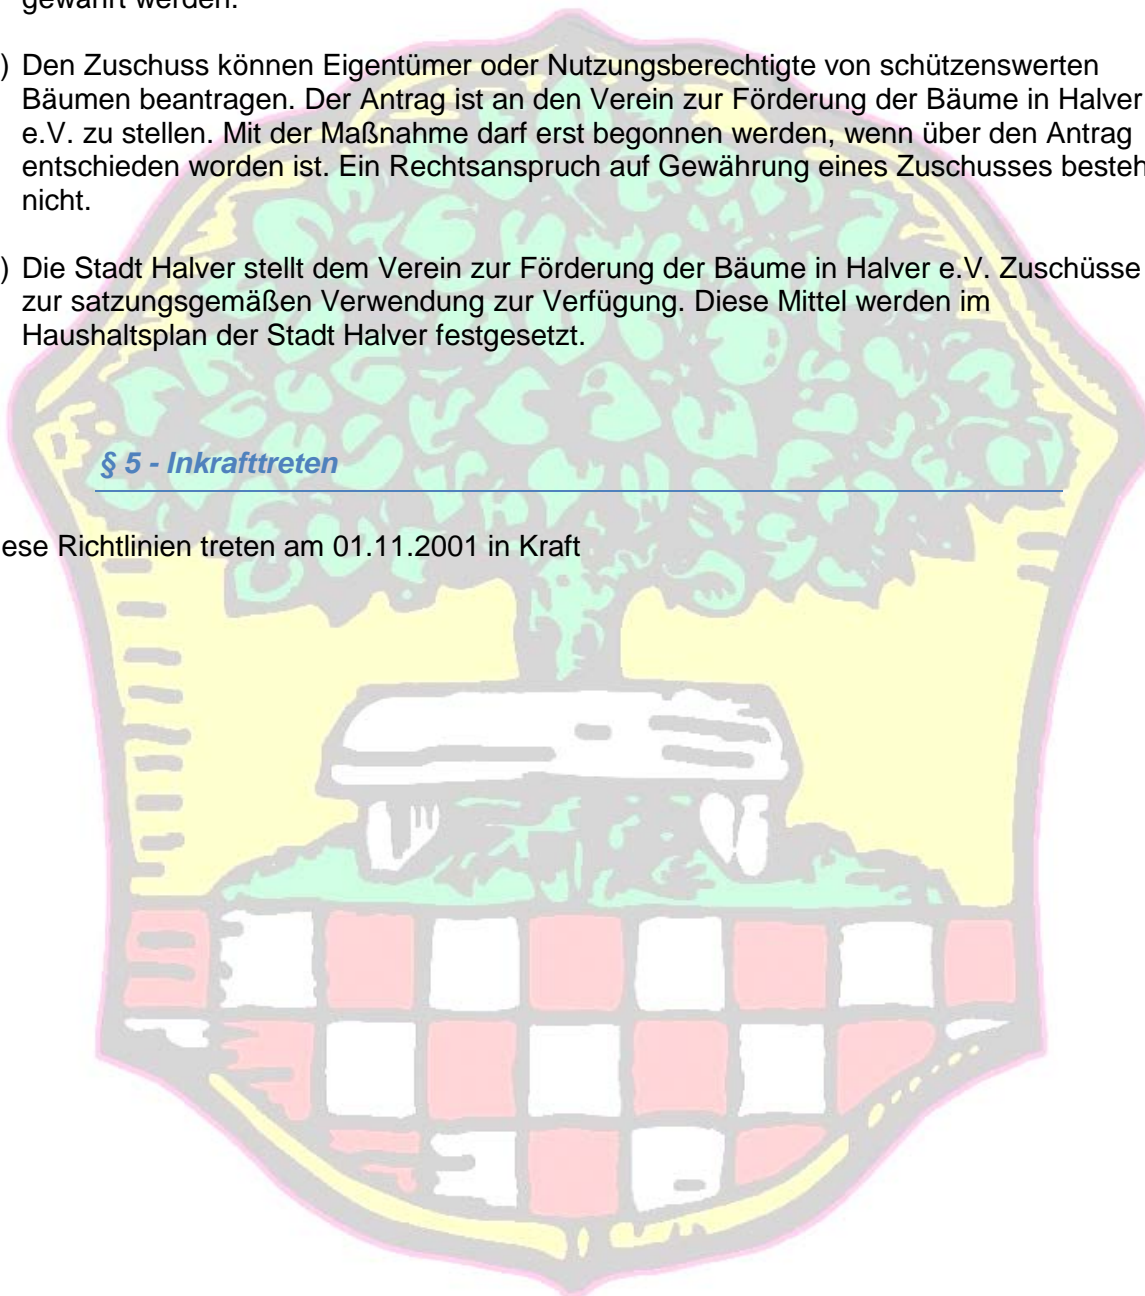 gewährt werden.
) Den Zuschuss können Eigentümer oder Nutzungsberechtigte von schützenswerten
Bäumen beantragen. Der Antrag ist an den Verein zur Förderung der Bäume in Halver
e.V. zu stellen. Mit der Maßnahme darf erst begonnen werden, wenn über den Antrag
entschieden worden ist. Ein Rechtsanspruch auf Gewährung eines Zuschusses besteh
nicht.
) Die Stadt Halver stellt dem Verein zur Förderung der Bäume in Halver e.V. Zuschüsse
zur satzungsgemäßen Verwendung zur Verfügung. Diese Mittel werden im
Haushaltsplan der Stadt Halver festgesetzt.
§ 5 - Inkrafttreten
ese Richtlinien treten am 01.11.2001 in Kraft